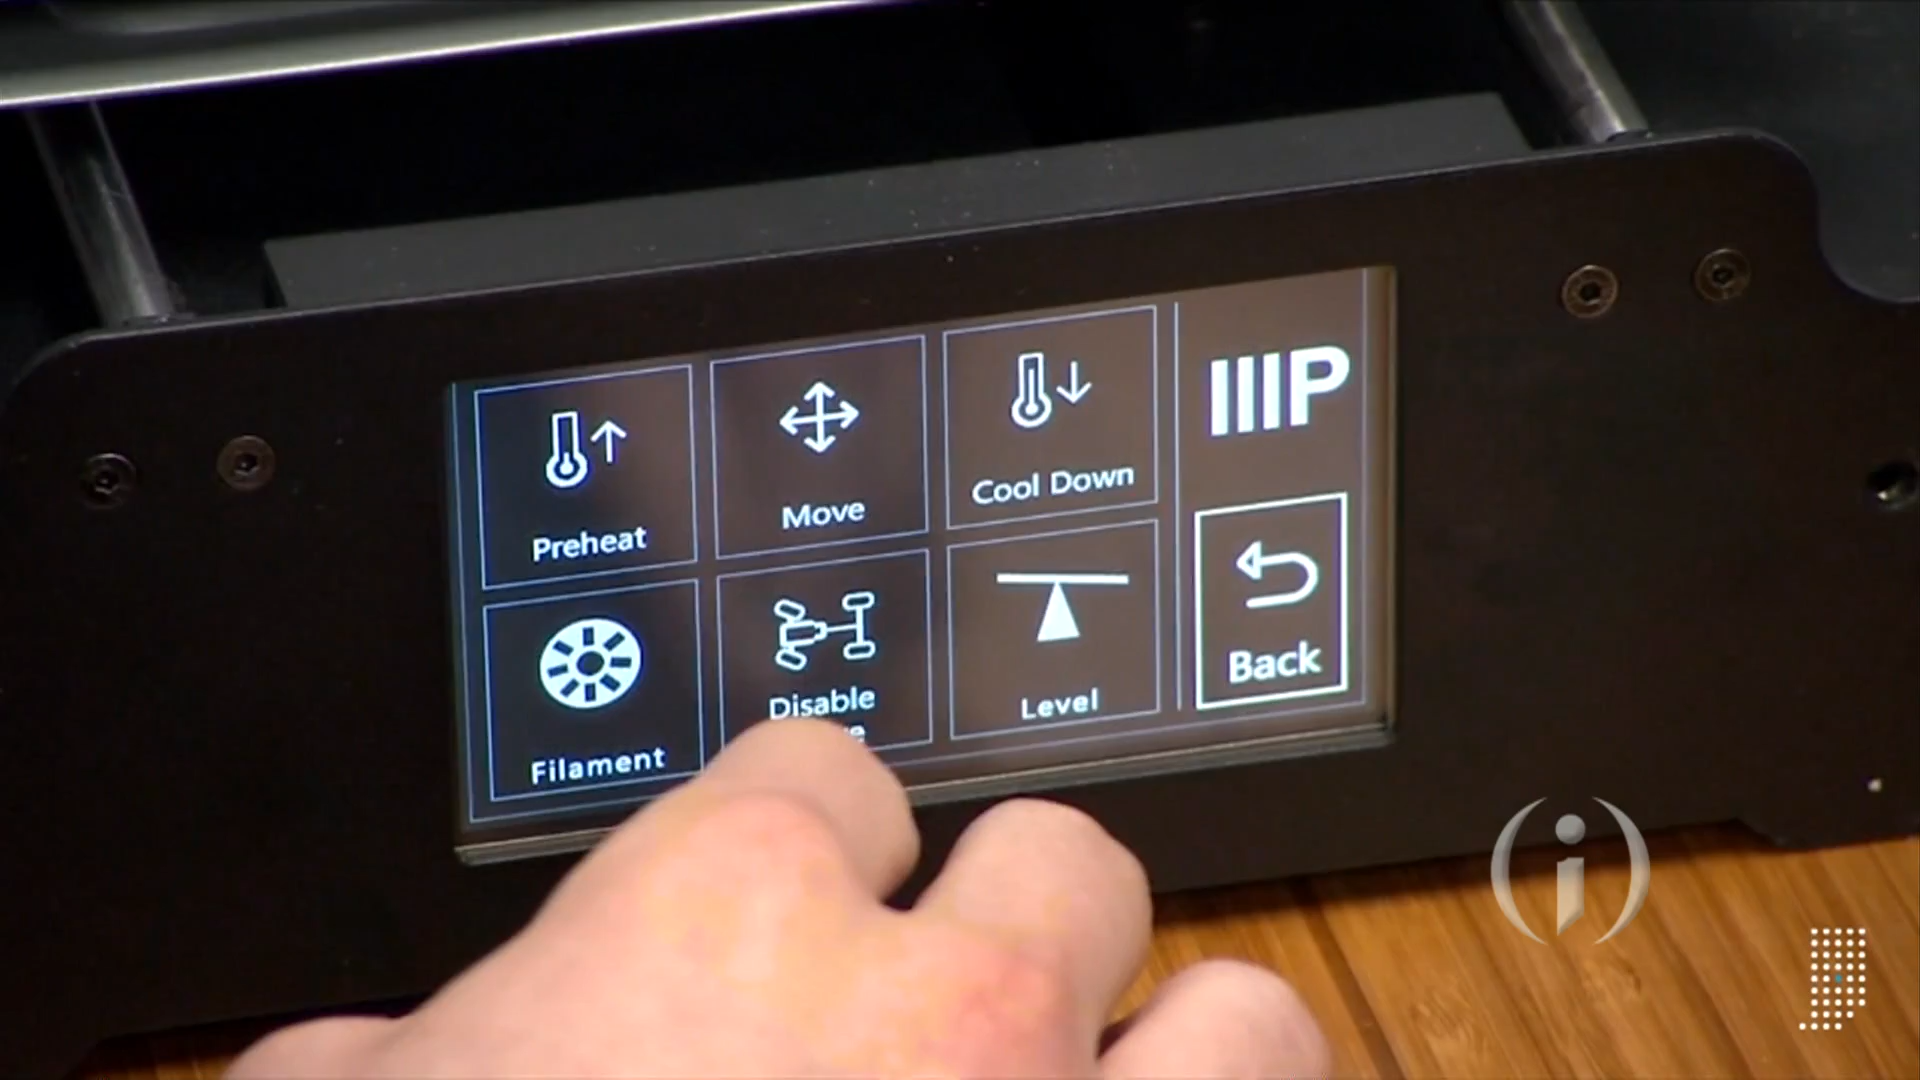 Preheat
Move
Cool Down
IIIP
Filament
Disable
Level
Back